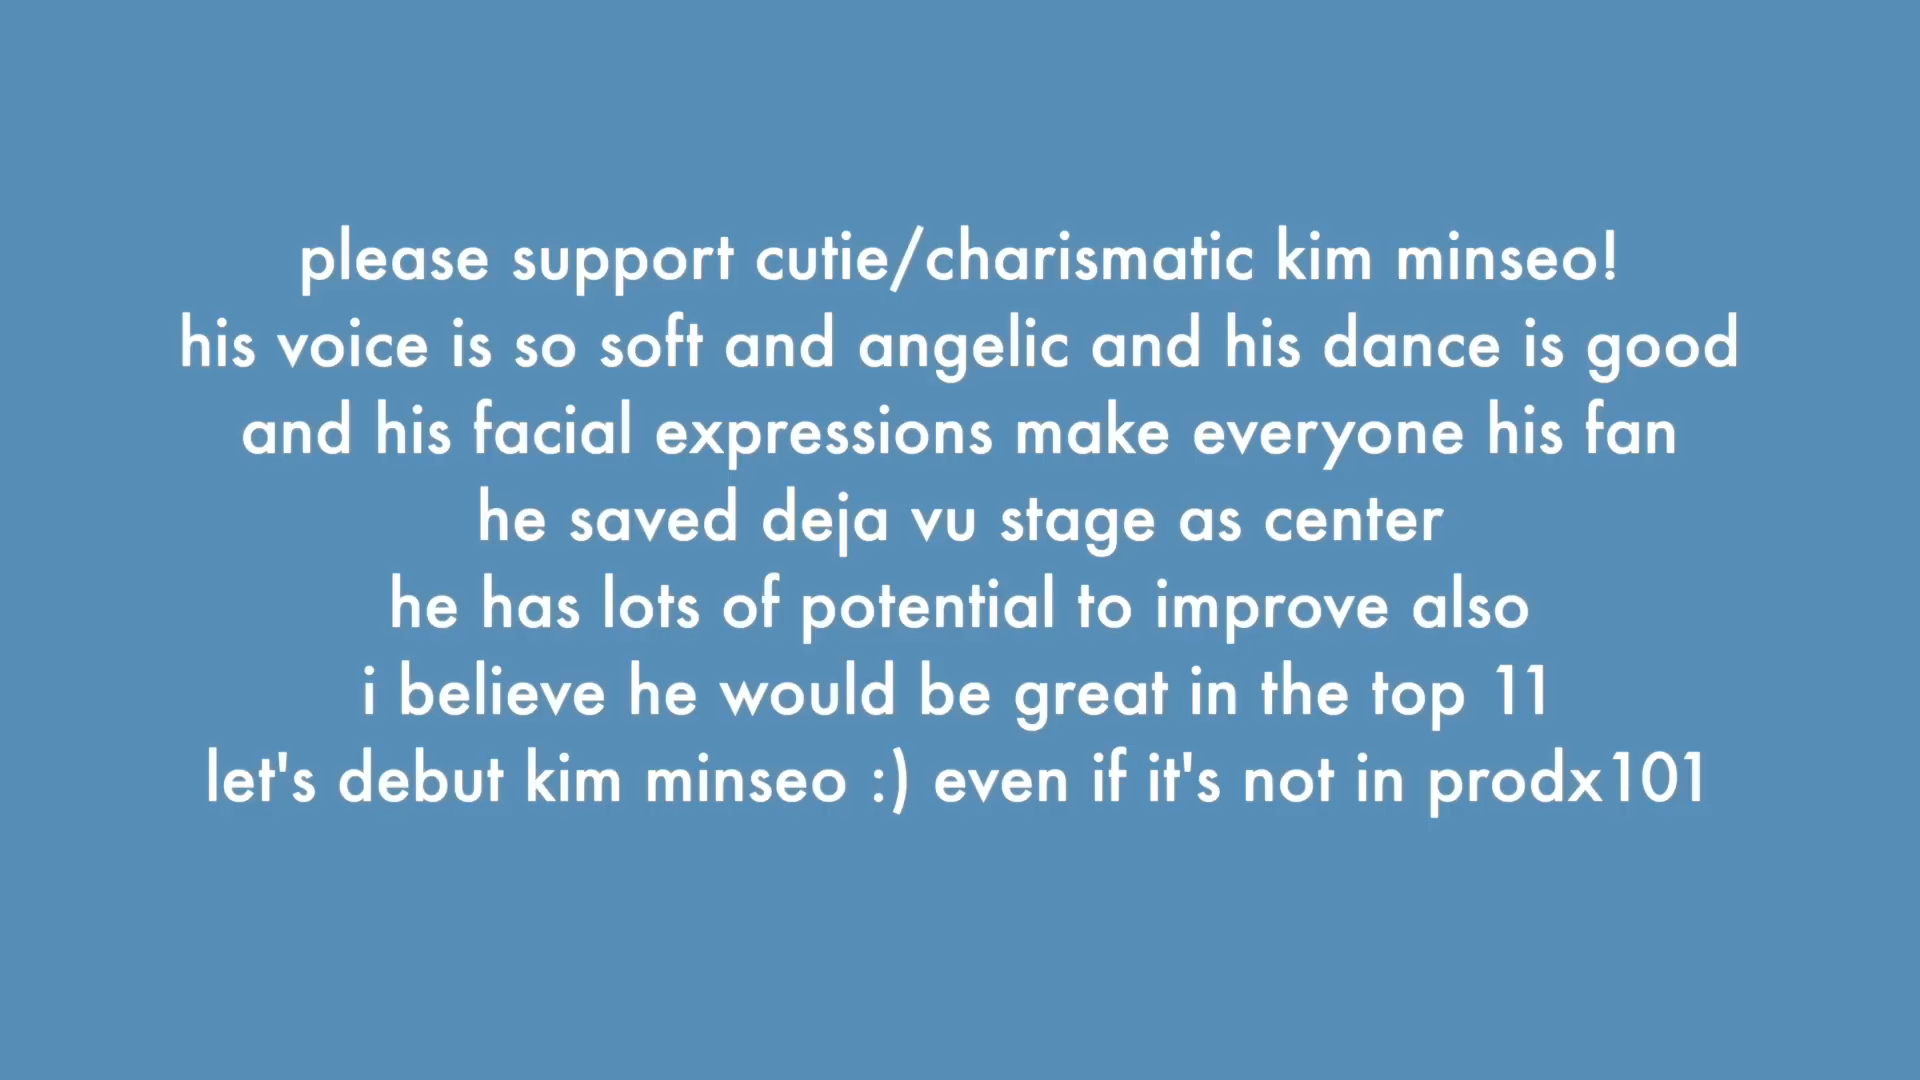 please support cutie/charismatic kim minseo!
his voice is so soft and angelic and his dance is good
and his facial expressions make everyone his fan
he saved deja vu stage as center
he has lots of potential to improve also
i believe he would be great in the top 11
let's debut kim minseo :) even if it's not in prodx101